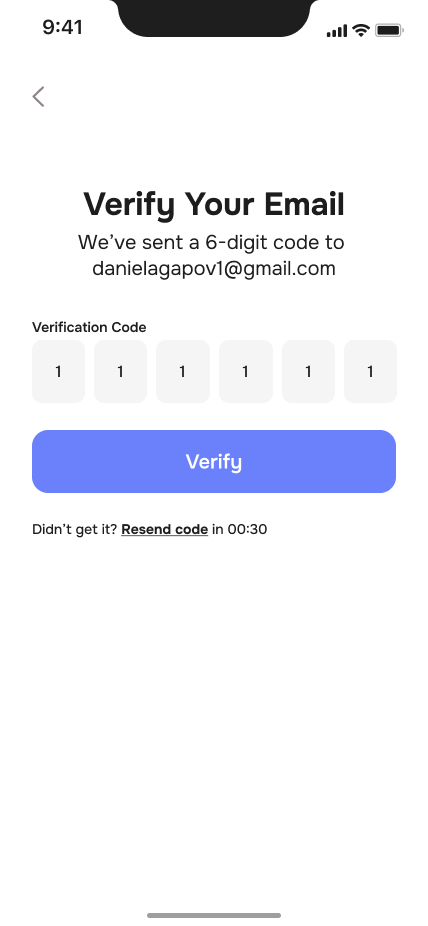 9:41
Verify Your Email
We’ve sent a 6-digit code to
danielagapov1@gmail.com
Verification Code
1 1 1 1 1 1
Verify
Didn’t get it? Resend code in 00:30